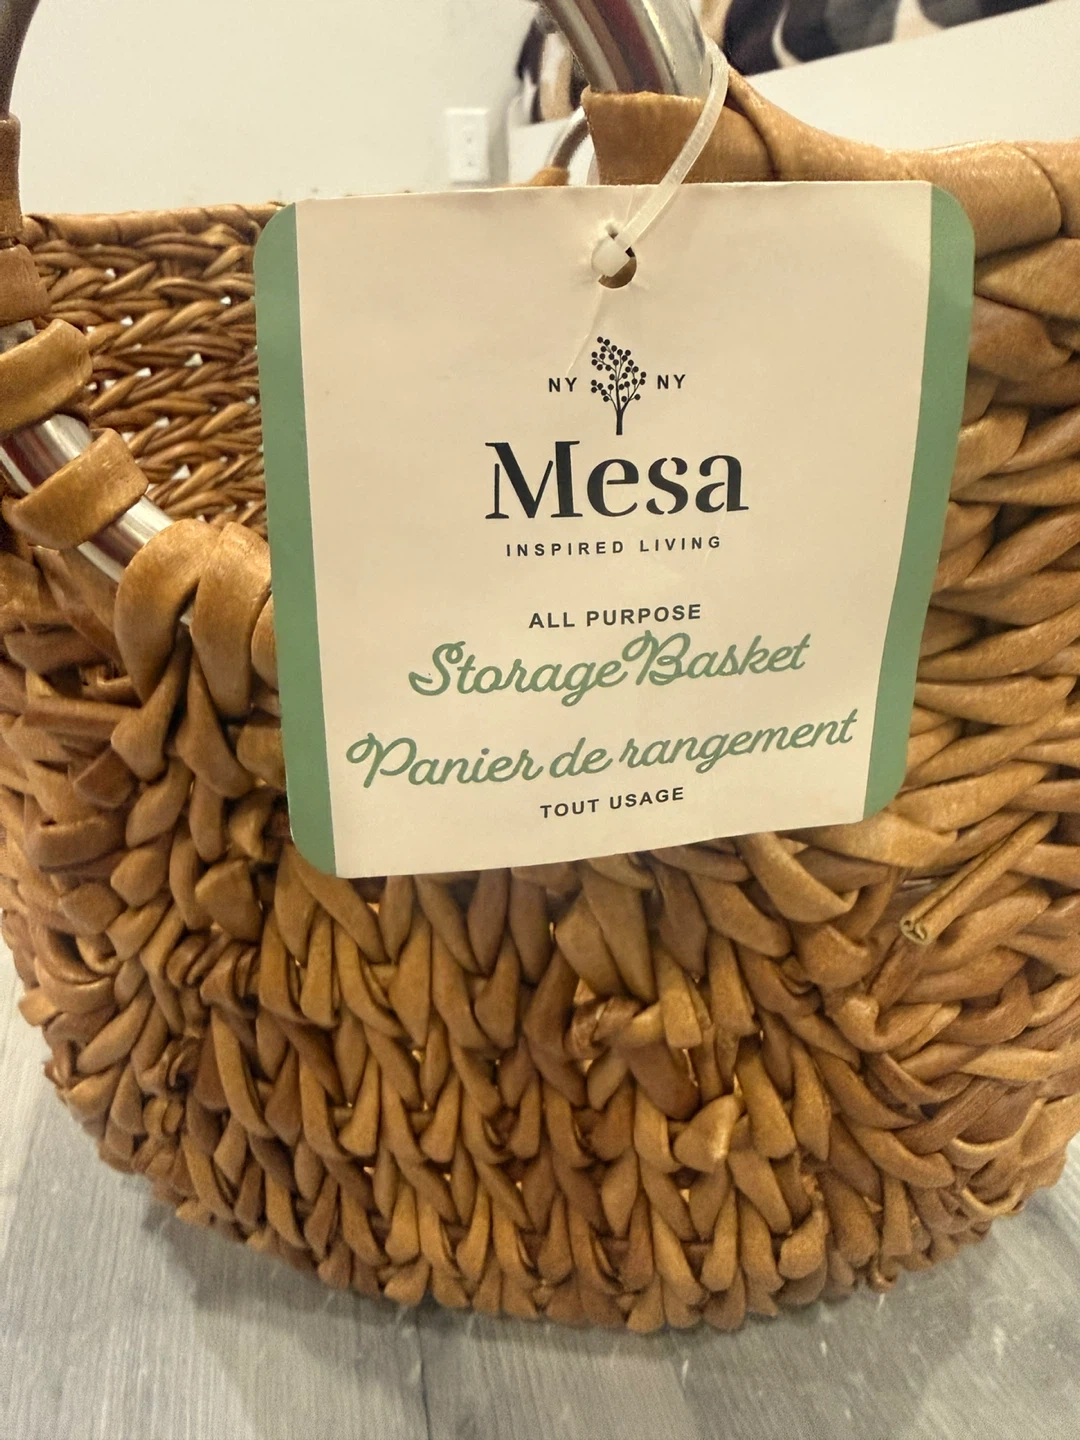 NY NY
Mesa
INSPIRED LIVING
ALL PURPOSE
Storage Basket
Panier de rangement
TOUT USAGE